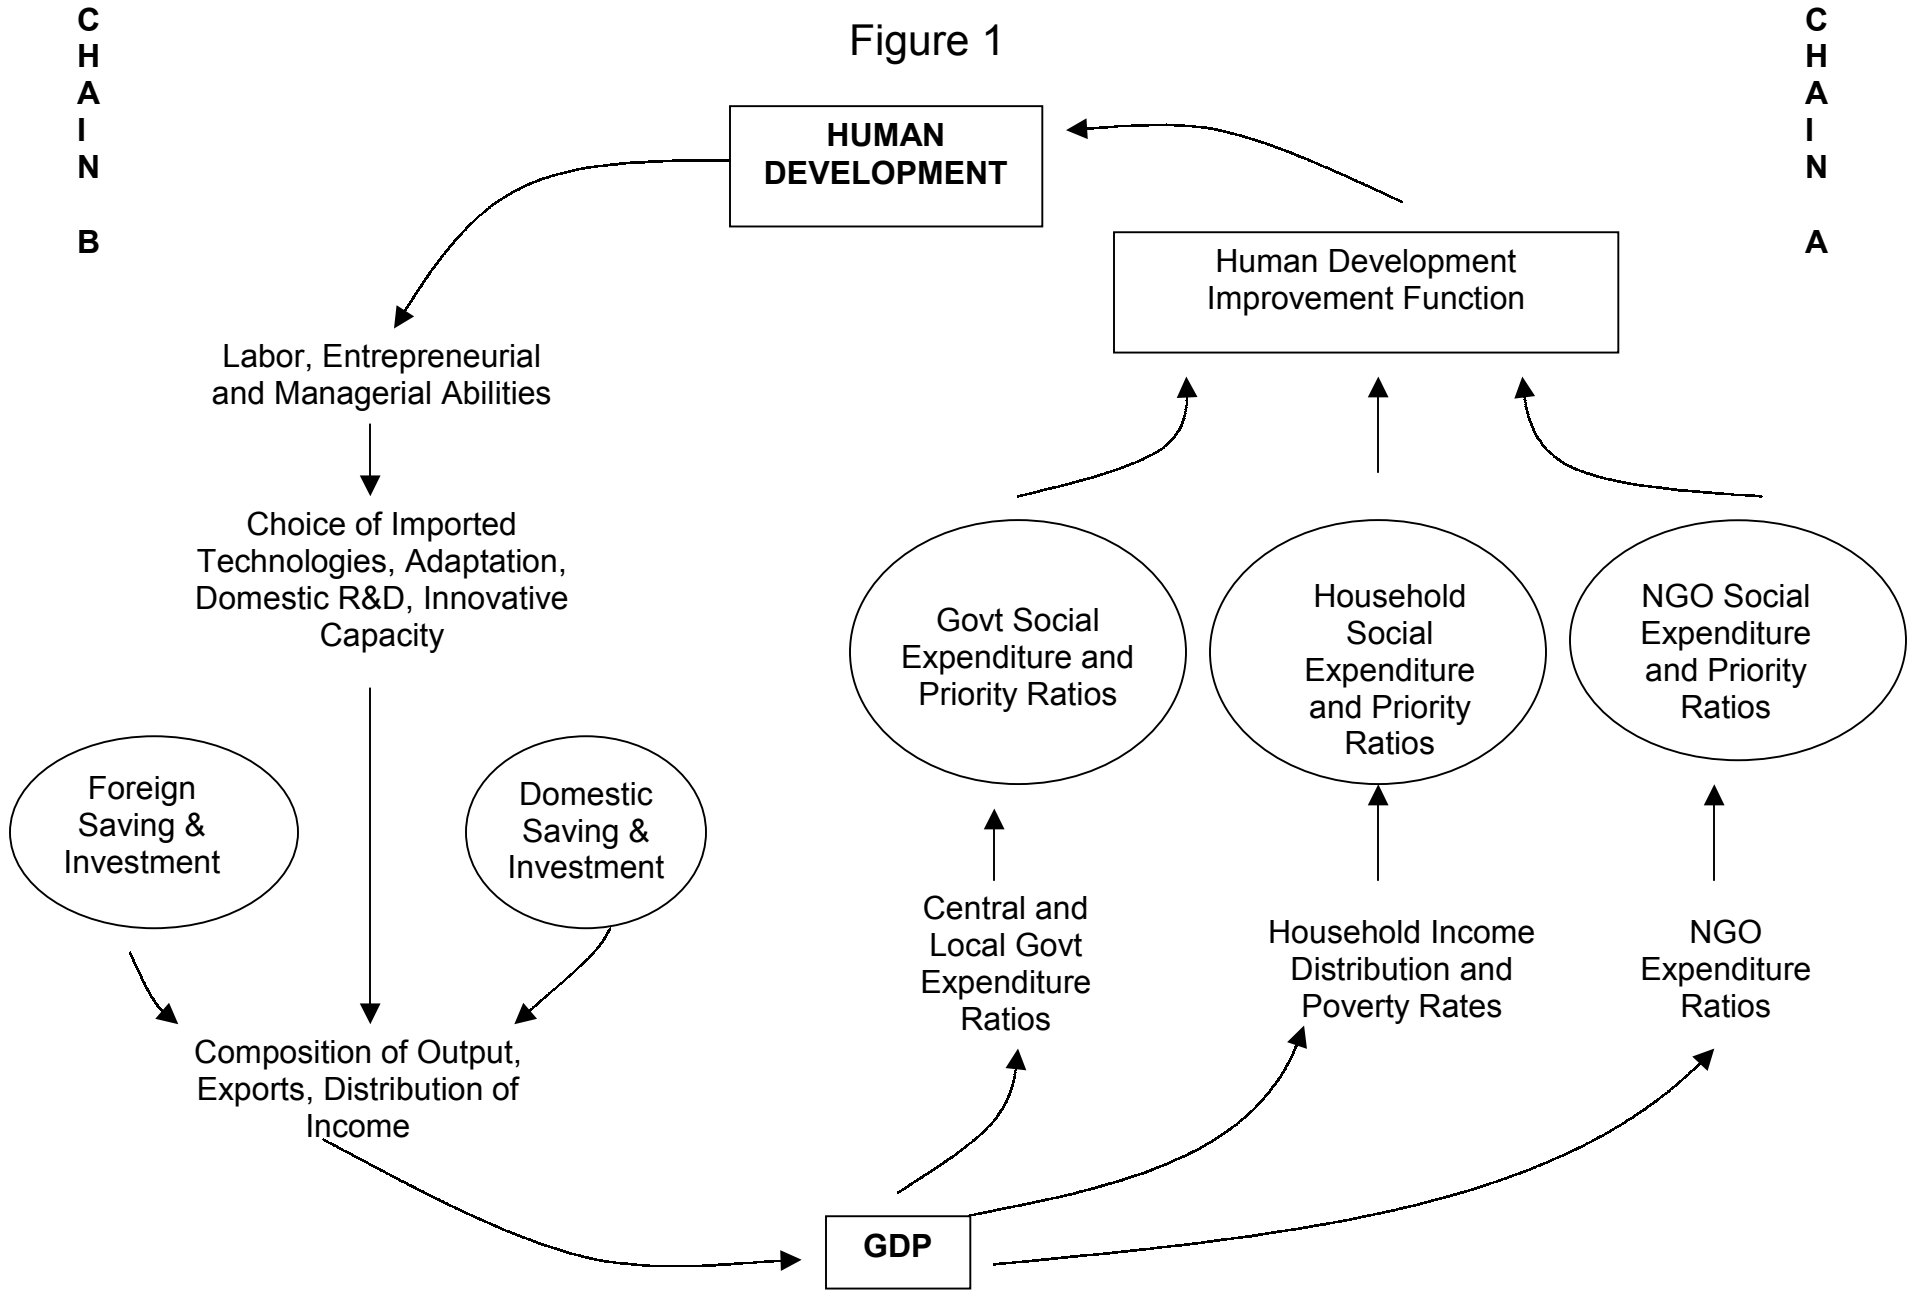 Figure 1
CHAIN B
CHAIN A
HUMAN
DEVELOPMENT
Human Development
Improvement Function
Labor, Entrepreneurial
and Managerial Abilities
Choice of Imported
Technologies, Adaptation,
Domestic R&D, Innovative
Capacity
Foreign
Saving &
Investment
Domestic
Saving &
Investment
Composition of Output,
Exports, Distribution of
Income
Govt Social
Expenditure and
Priority Ratios
Household
Social
Expenditure
and Priority
Ratios
NGO Social
Expenditure
and Priority
Ratios
Central and
Local Govt
Expenditure
Ratios
Household Income
Distribution and
Poverty Rates
NGO
Expenditure
Ratios
GDP